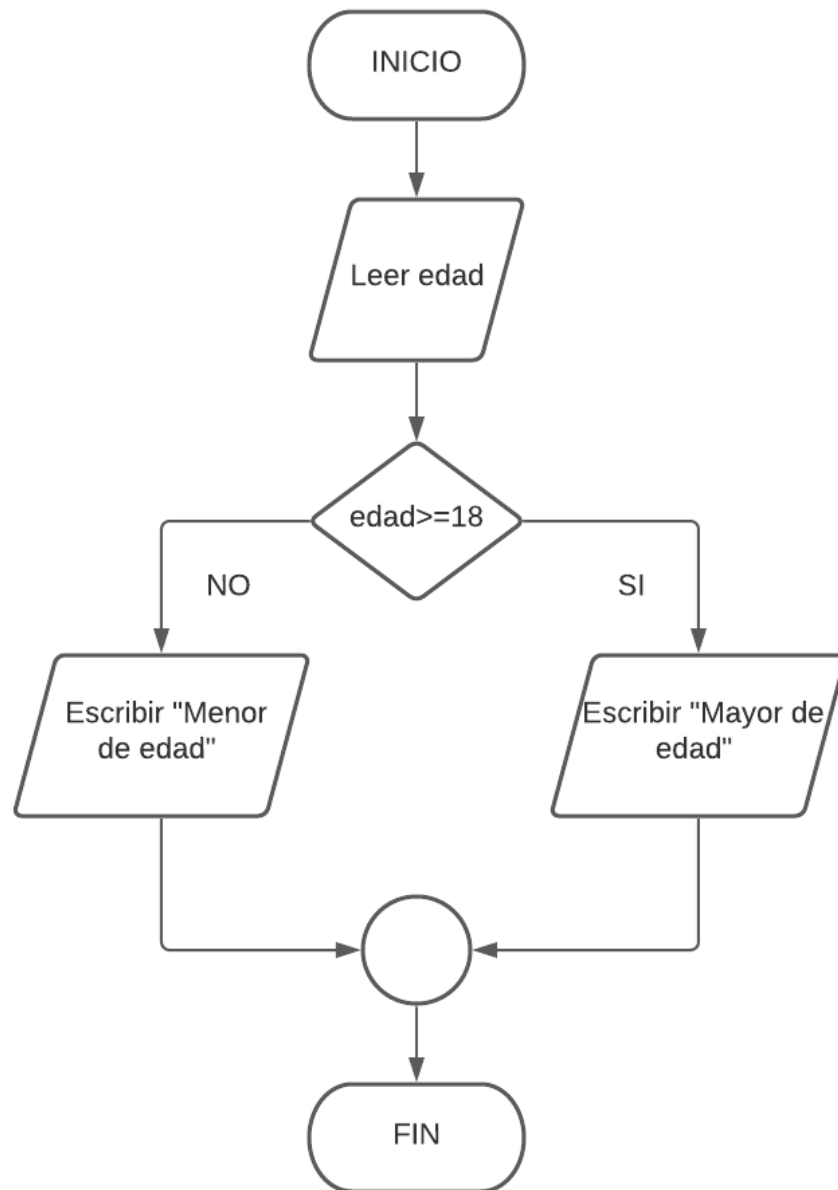 INICIO
Leer edad
edad>=18
NO
SI
Escribir "Menor
de edad"
Escribir "Mayor de
edad"
FIN